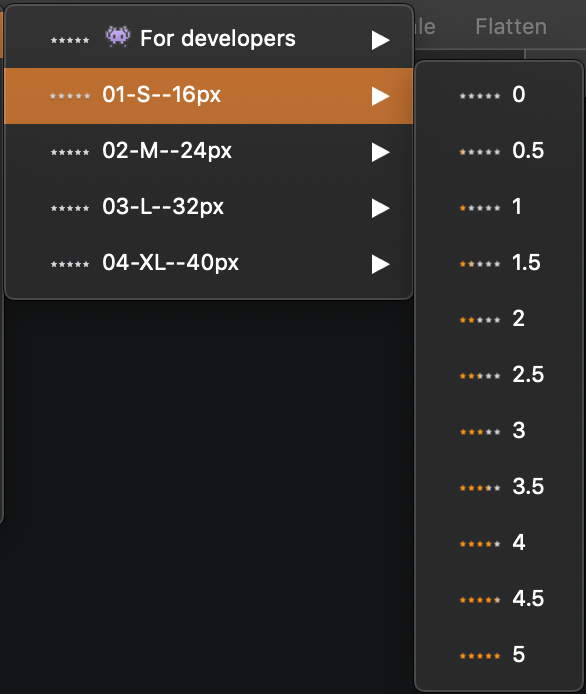 le Flatten
👾 For developers
01-S--16px
02-M--24px
03-L--32px
04-XL--40px
0
0.5
1
1.5
2
2.5
3
3.5
4
4.5
5